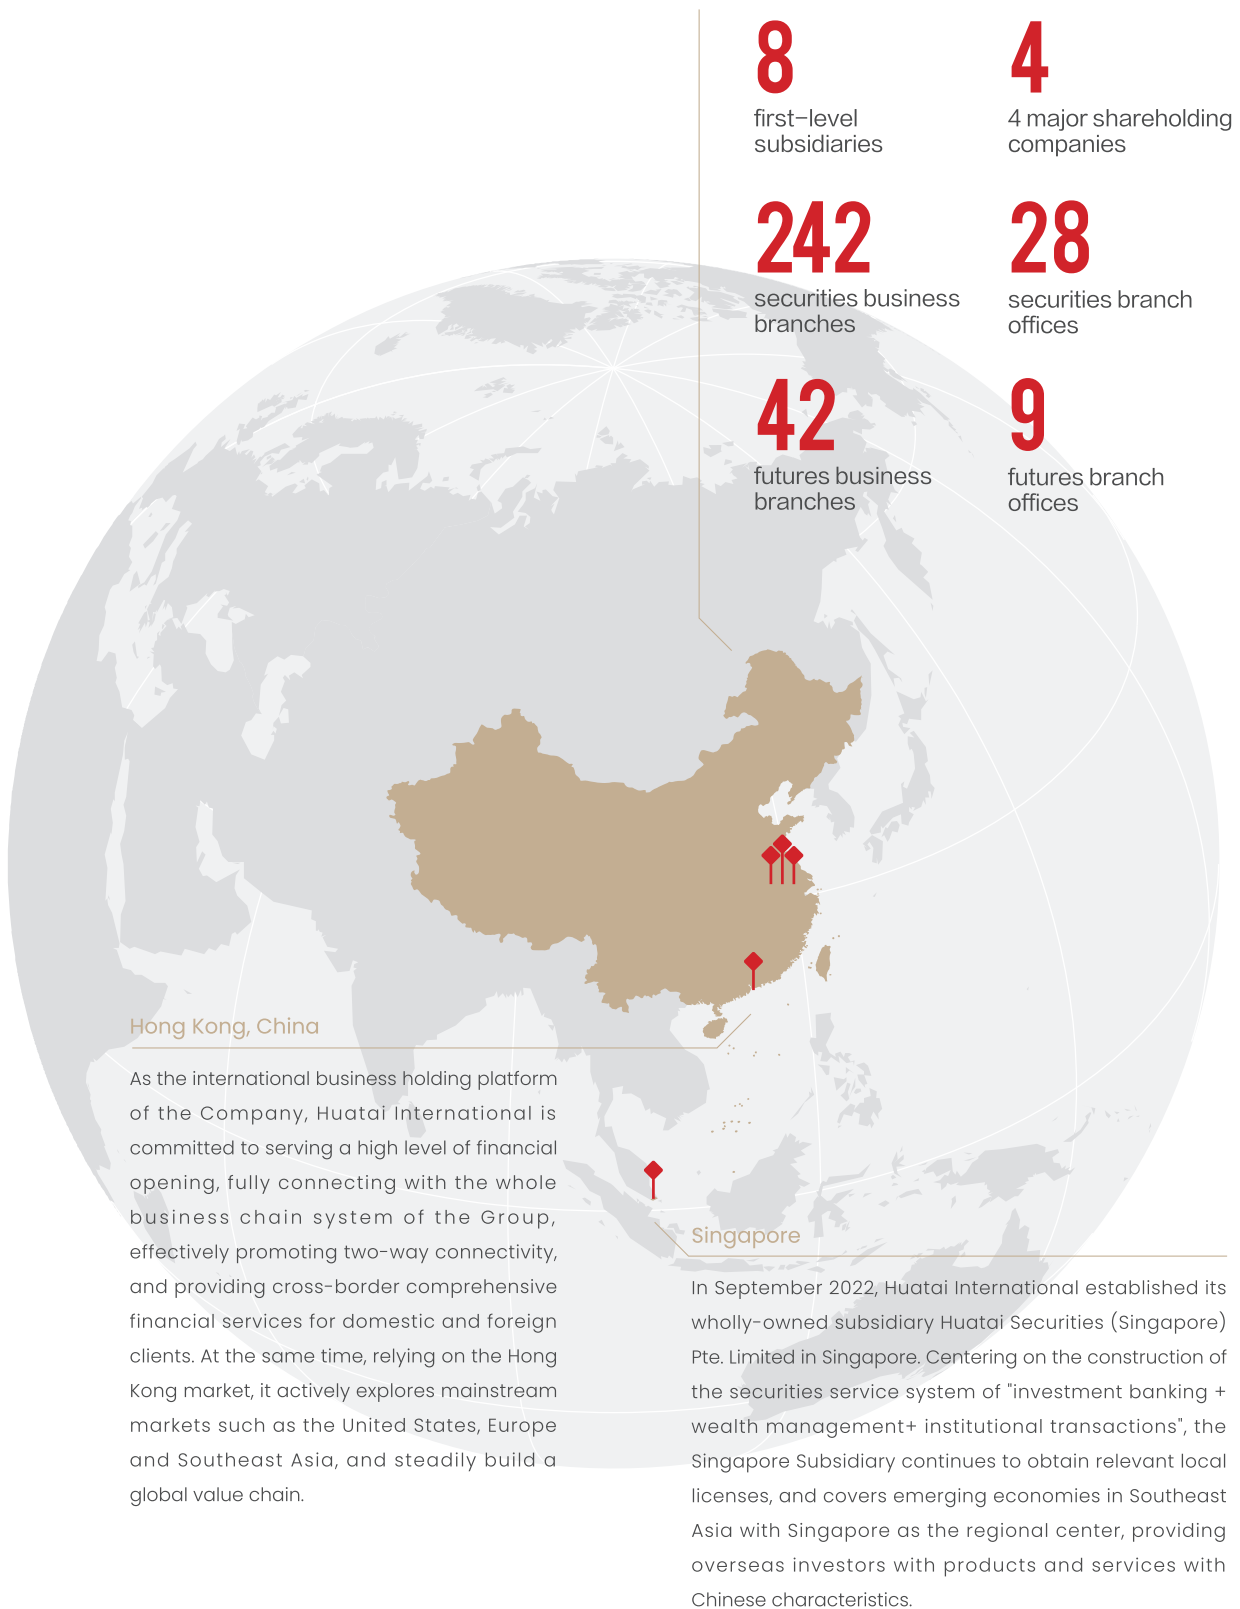 8
first-level
subsidiaries
4
4 major shareholding
companies
242
securities business
branches
28
securities branch
offices
42
futures business
branches
9
futures branch
offices
Hong Kong, China
As the international business holding platform
of the Company, Huatai International is
committed to serving a high level of financial
opening, fully connecting with the whole
business chain system of the Group,
effectively promoting two-way connectivity,
and providing cross-border comprehensive
financial services for domestic and foreign
clients. At the same time, relying on the Hong
Kong market, it actively explores mainstream
markets such as the United States, Europe
and Southeast Asia, and steadily build a
global value chain.
Singapore
In September 2022, Huatai International established its
wholly-owned subsidiary Huatai Securities (Singapore)
Pte. Limited in Singapore. Centering on the construction of
the securities service system of "investment banking +
wealth management+ institutional transactions", the
Singapore Subsidiary continues to obtain relevant local
licenses, and covers emerging economies in Southeast
Asia with Singapore as the regional center, providing
overseas investors with products and services with
Chinese characteristics.